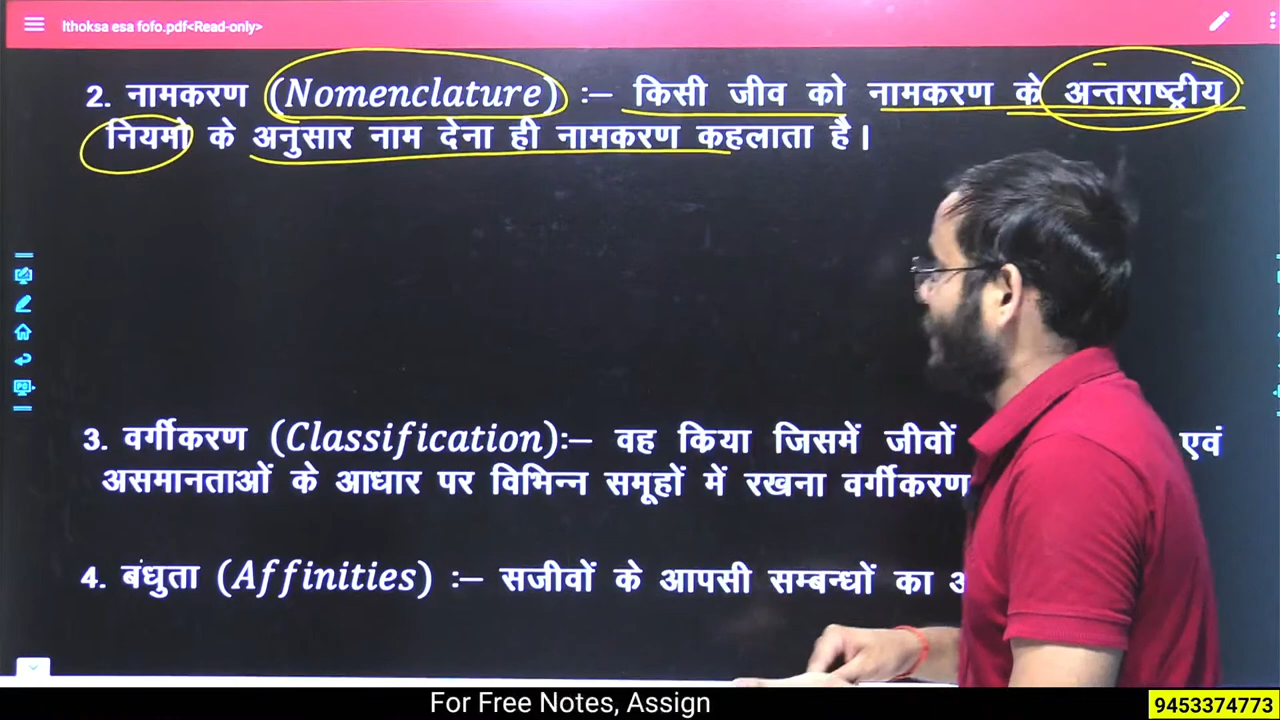 Ithoksa esa fofo.pdf<Read-only>
2. नामकरण (Nomenclature) :– किसी जीव को नामकरण के अन्तराष्ट्रीय
नियमो के अनुसार नाम देना ही नामकरण कहलाता है।
3. वर्गीकरण (Classification):– वह क्रिया जिसमें जीवों एवं
असमानताओं के आधार पर विभिन्न समूहों में रखना वर्गीकरण
4. बंधुता (Affinities) :– सजीवों के आपसी सम्बन्धों का
For Free Notes, Assign
9453374773